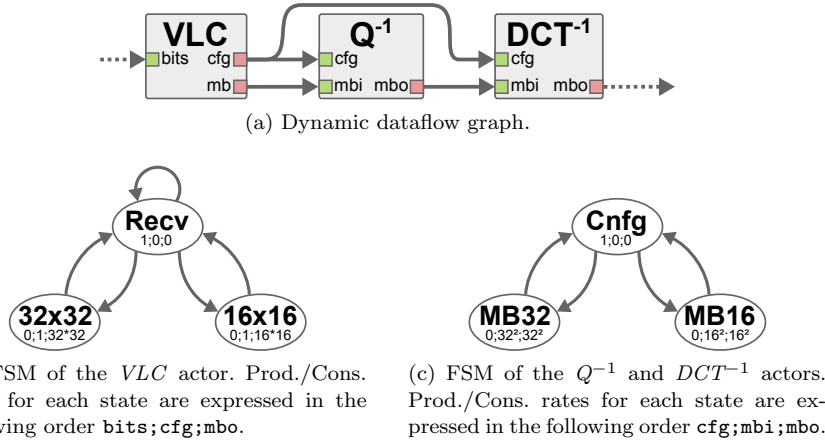 VLC Q⁻¹ DCT⁻¹
bits cfg cfg cfg
mb mbi mbo mbi mbo
(a) Dynamic dataflow graph.
Recv
1;0;0
32x32
0;1;32*32
16x16
0;1;16*16
Cnfg
1;0;0
MB32
0;32²;32²
MB16
0;16²;16²
FSM of the VLC actor. Prod./Cons.
for each state are expressed in the
order bits;cfg;mbo.
(c) FSM of the Q⁻¹ and DCT⁻¹ actors.
Prod./Cons. rates for each state are ex-
pressed in the following order cfg;mbi;mbo.